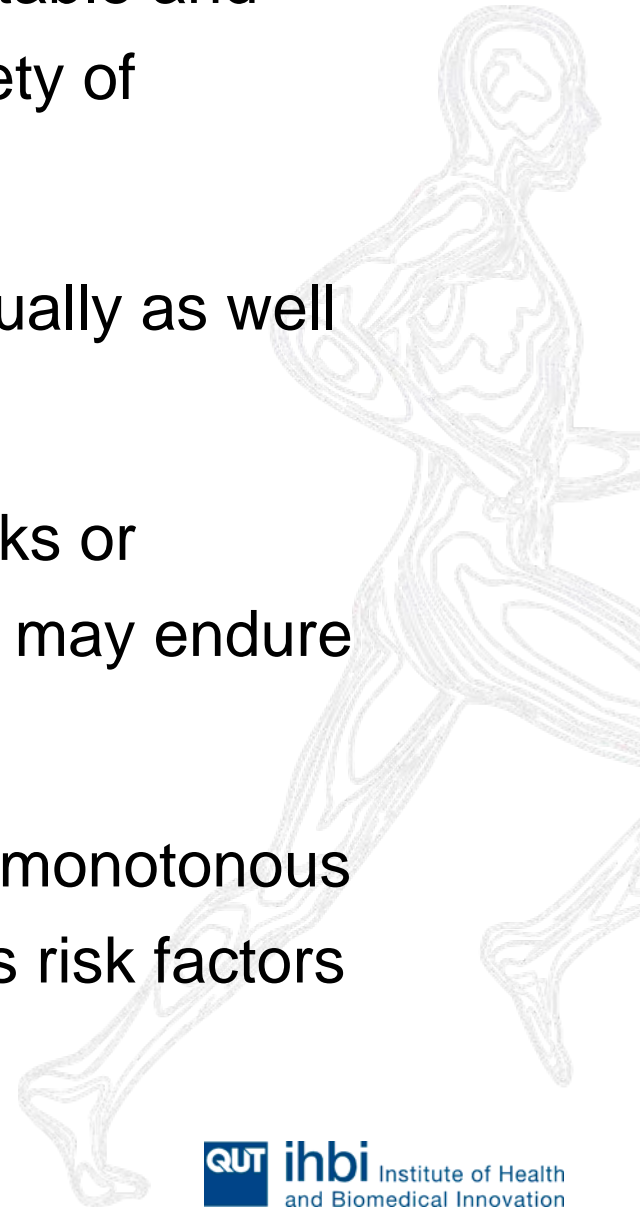 ety of
ually as well
ks or
may endure
monotonous
s risk factors
QUT ihbi Institute of Health
and Biomedical Innovation